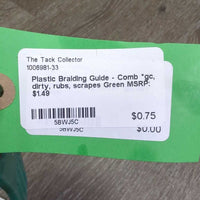 The Tack Collector
1006981-33
Plastic Braiding Guide - Comb *gc,
dirty, rubs, scrapes Green MSRP:
$1.49
$0.75
5BWJ5C
5BWJ5C
$0.00